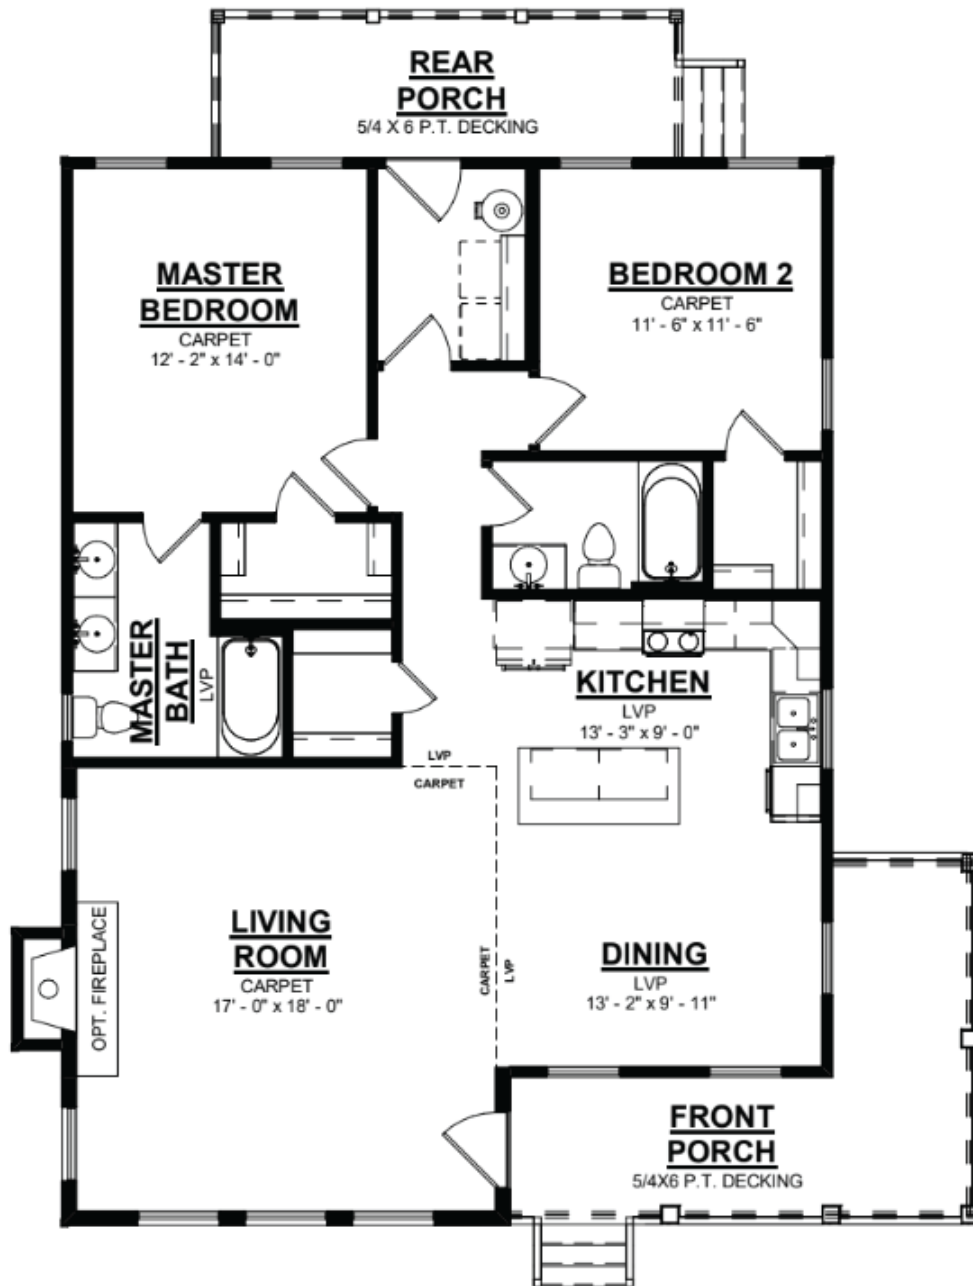 REAR
PORCH
5/4 X 6 P.T. DECKING
MASTER
BEDROOM
CARPET
12' - 2" x 14' - 0"
BEDROOM 2
CARPET
11' - 6" x 11' - 6"
MASTER
BATH
LVP
KITCHEN
LVP
13' - 3" x 9' - 0"
LVP
CARPET
OPT. FIREPLACE
LIVING
ROOM
CARPET
17' - 0" x 18' - 0"
CARPET
LVP
DINING
LVP
13' - 2" x 9' - 11"
FRONT
PORCH
5/4X6 P.T. DECKING